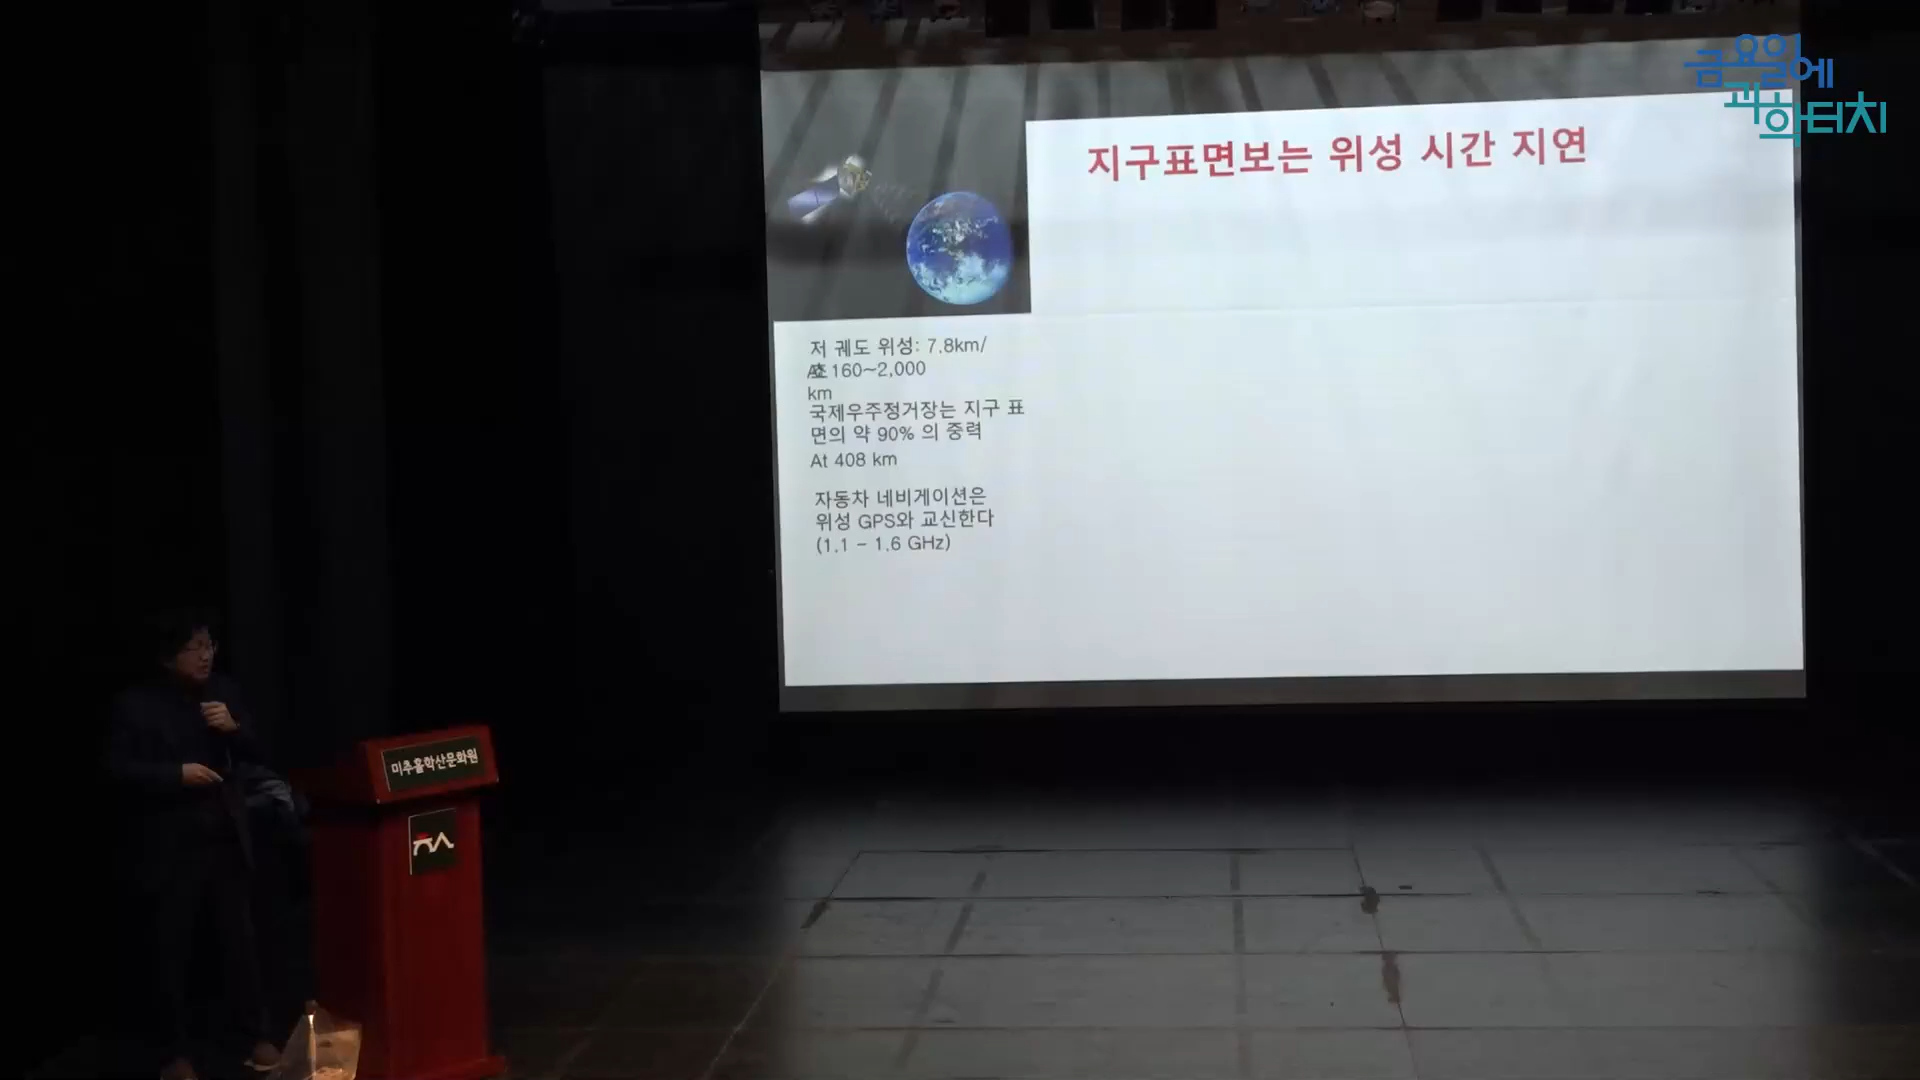 금요일에
과학터치
지구표면보는 위성 시간 지연
저 궤도 위성: 7.8km/
초 160~2,000
km
국제우주정거장는 지구 표
면의 약 90% 의 중력
At 408 km
자동차 네비게이션은
위성 GPS와 교신한다
(1.1 - 1.6 GHz)
미추홀학산문화원